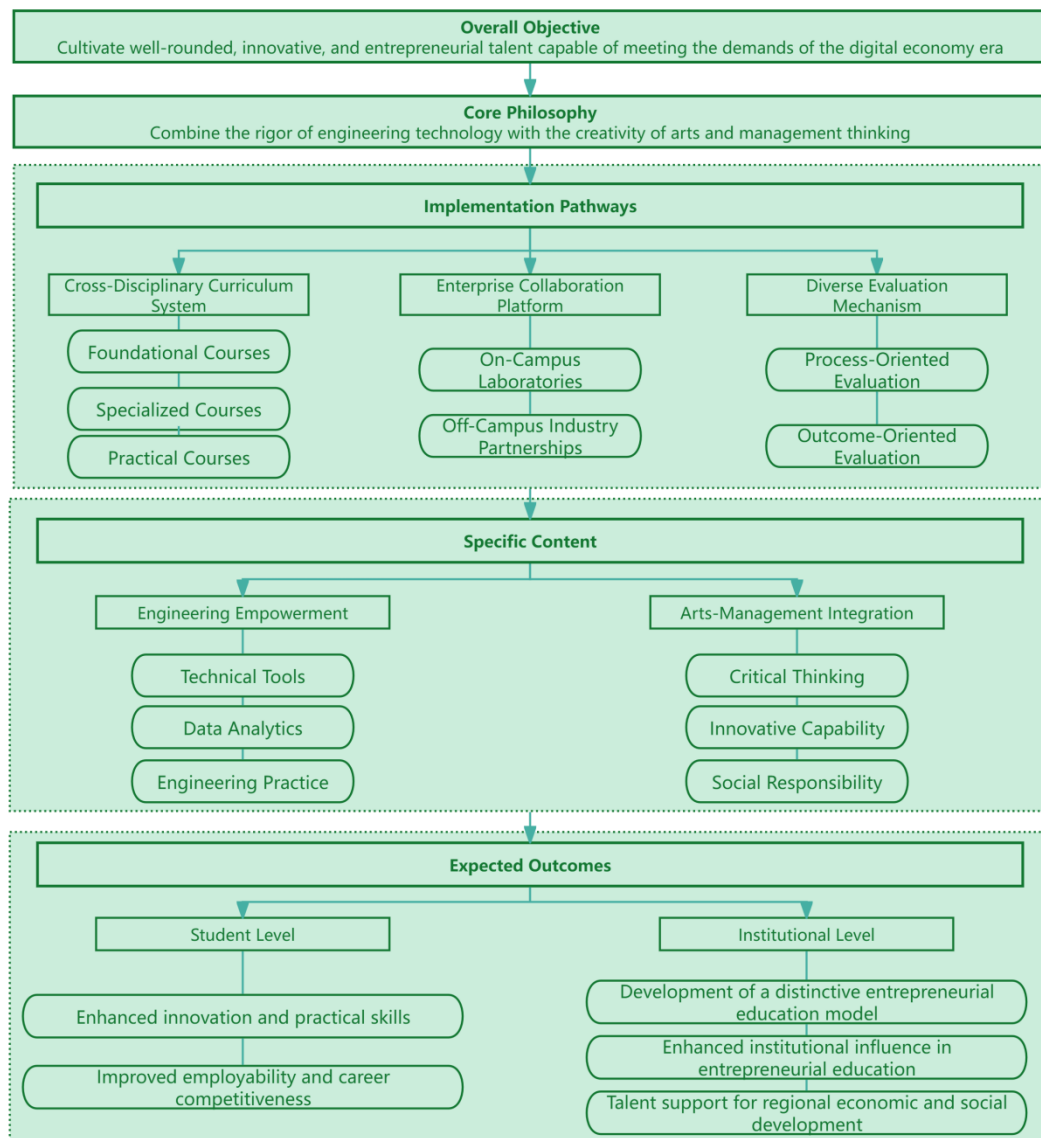 Overall Objective
Cultivate well-rounded, innovative, and entrepreneurial talent capable of meeting the demands of the digital economy era
Core Philosophy
Combine the rigor of engineering technology with the creativity of arts and management thinking
Implementation Pathways
Cross-Disciplinary Curriculum
System
Foundational Courses
Specialized Courses
Practical Courses
Enterprise Collaboration
Platform
On-Campus
Laboratories
Off-Campus Industry
Partnerships
Diverse Evaluation
Mechanism
Process-Oriented
Evaluation
Outcome-Oriented
Evaluation
Specific Content
Engineering Empowerment
Technical Tools
Data Analytics
Engineering Practice
Arts-Management Integration
Critical Thinking
Innovative Capability
Social Responsibility
Expected Outcomes
Student Level
Enhanced innovation and practical skills
Improved employability and career
competitiveness
Institutional Level
Development of a distinctive entrepreneurial
education model
Enhanced institutional influence in
entrepreneurial education
Talent support for regional economic and social
development